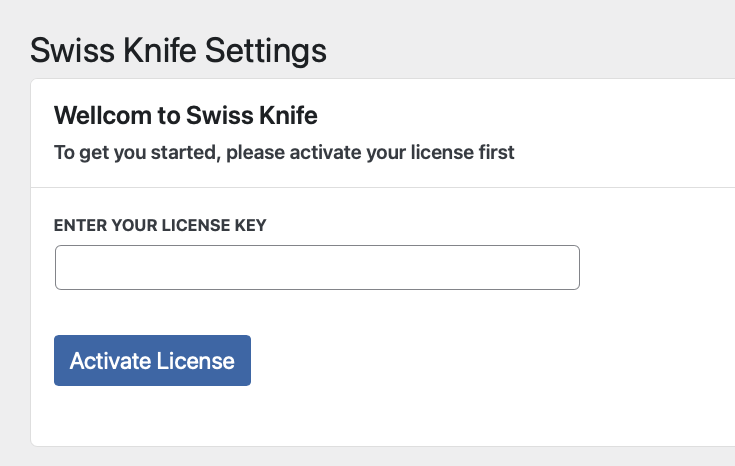 Swiss Knife Settings
Wellcom to Swiss Knife
To get you started, please activate your license first
ENTER YOUR LICENSE KEY
Activate License